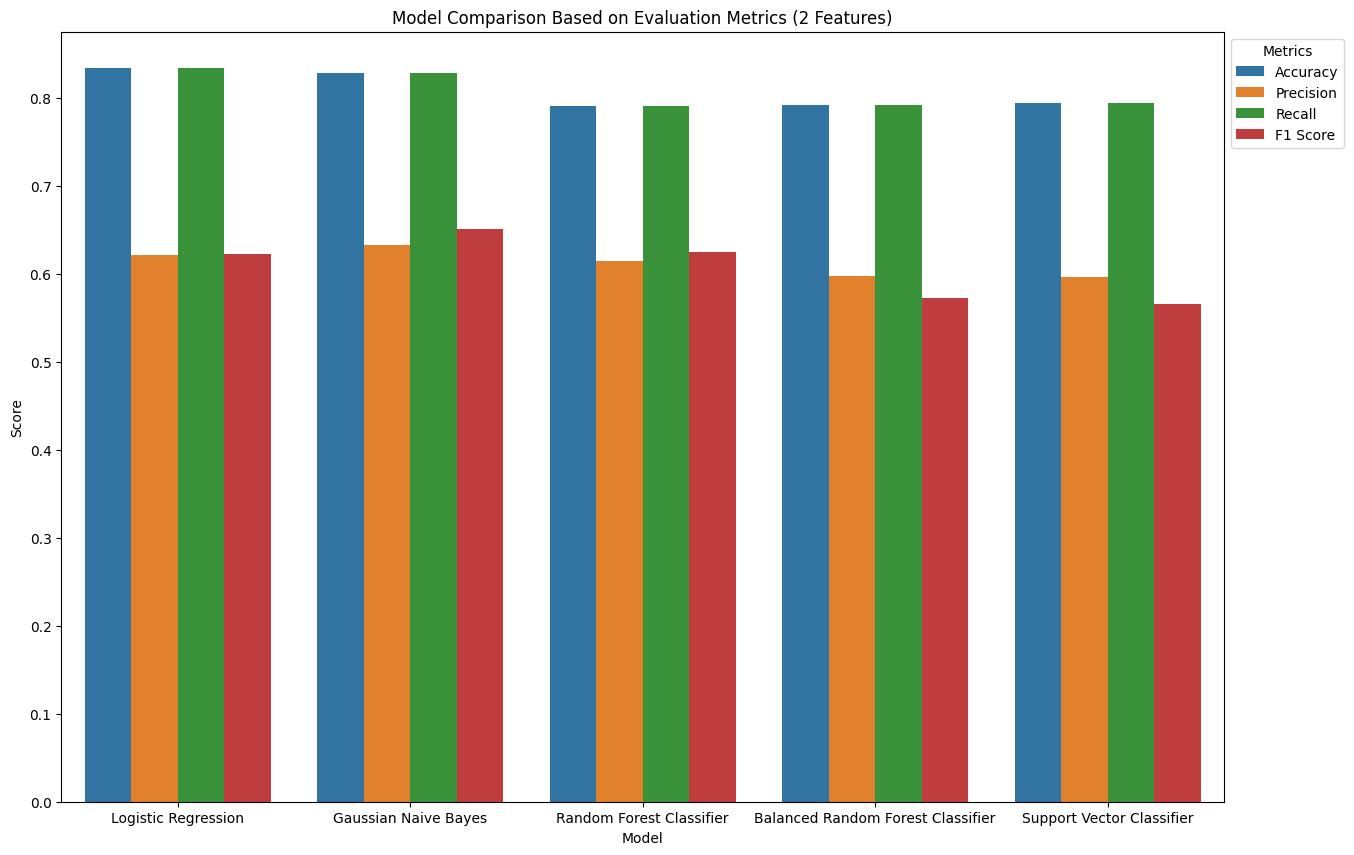 Model Comparison Based on Evaluation Metrics (2 Features)
Metrics
Accuracy
Precision
Recall
F1 Score
Score
0.8
0.7
0.6
0.5
0.4
0.3
0.2
0.1
0.0
Logistic Regression
Gaussian Naive Bayes
Random Forest Classifier
Balanced Random Forest Classifier
Support Vector Classifier
Model